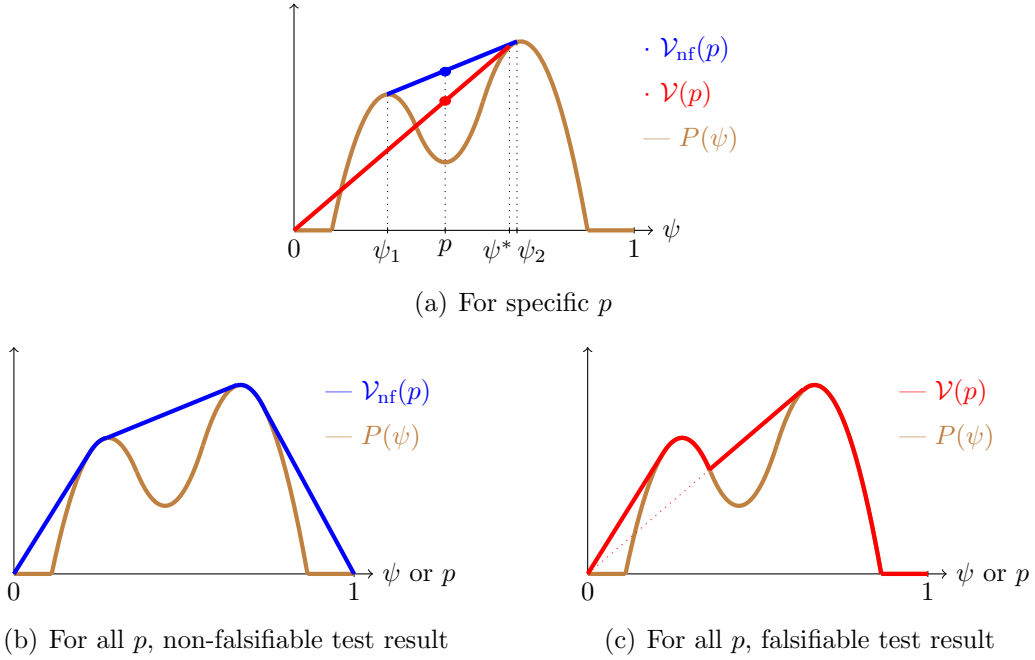 · 𝒱nf(p)
· 𝒱(p)
— P(ψ)
0 ψ1 p ψ* ψ2 1 ψ
(a) For specific p
— 𝒱nf(p)
— P(ψ)
0 1 ψ or p
(b) For all p, non-falsifiable test result
— 𝒱(p)
— P(ψ)
0 1 ψ or p
(c) For all p, falsifiable test result